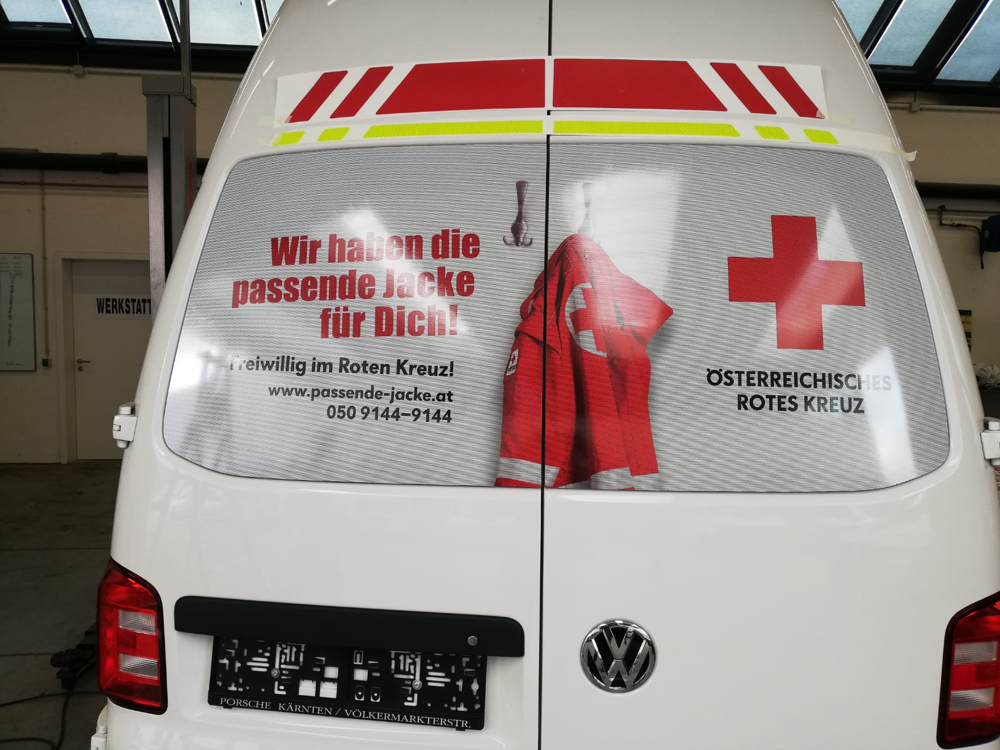 Wir haben die
passende Jacke
für Dich!
Freiwillig im Roten Kreuz!
www.passende-jacke.at
050 9144-9144
ÖSTERREICHISCHES
ROTES KREUZ
WERKSTATT
PORSCHE KÄRNTEN / VÖLKERMARKTERSTR.